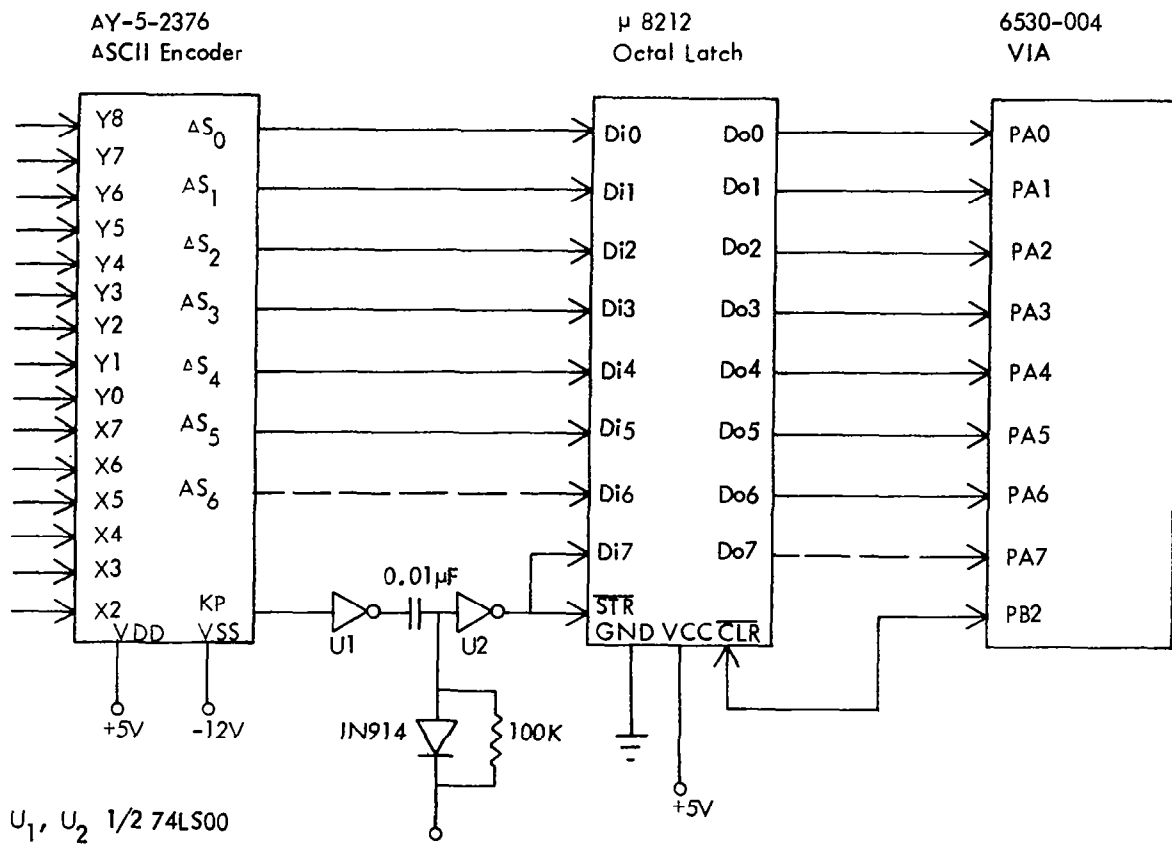 AY-5-2376
ASCII Encoder
µ 8212
Octal Latch
6530-004
VIA
Y8
Y7
Y6
Y5
Y4
Y3
Y2
Y1
Y0
X7
X6
X5
X4
X3
X2
AS0
AS1
AS2
AS3
AS4
AS5
AS6
KP
VDD
VSS
+5V
-12V
0.01µF
U1
U2
IN914
100K
Di0
Di1
Di2
Di3
Di4
Di5
Di6
Di7
STR
GND VCC CLR
Do0
Do1
Do2
Do3
Do4
Do5
Do6
Do7
+5V
PA0
PA1
PA2
PA3
PA4
PA5
PA6
PA7
PB2
U1, U2 1/2 74LS00